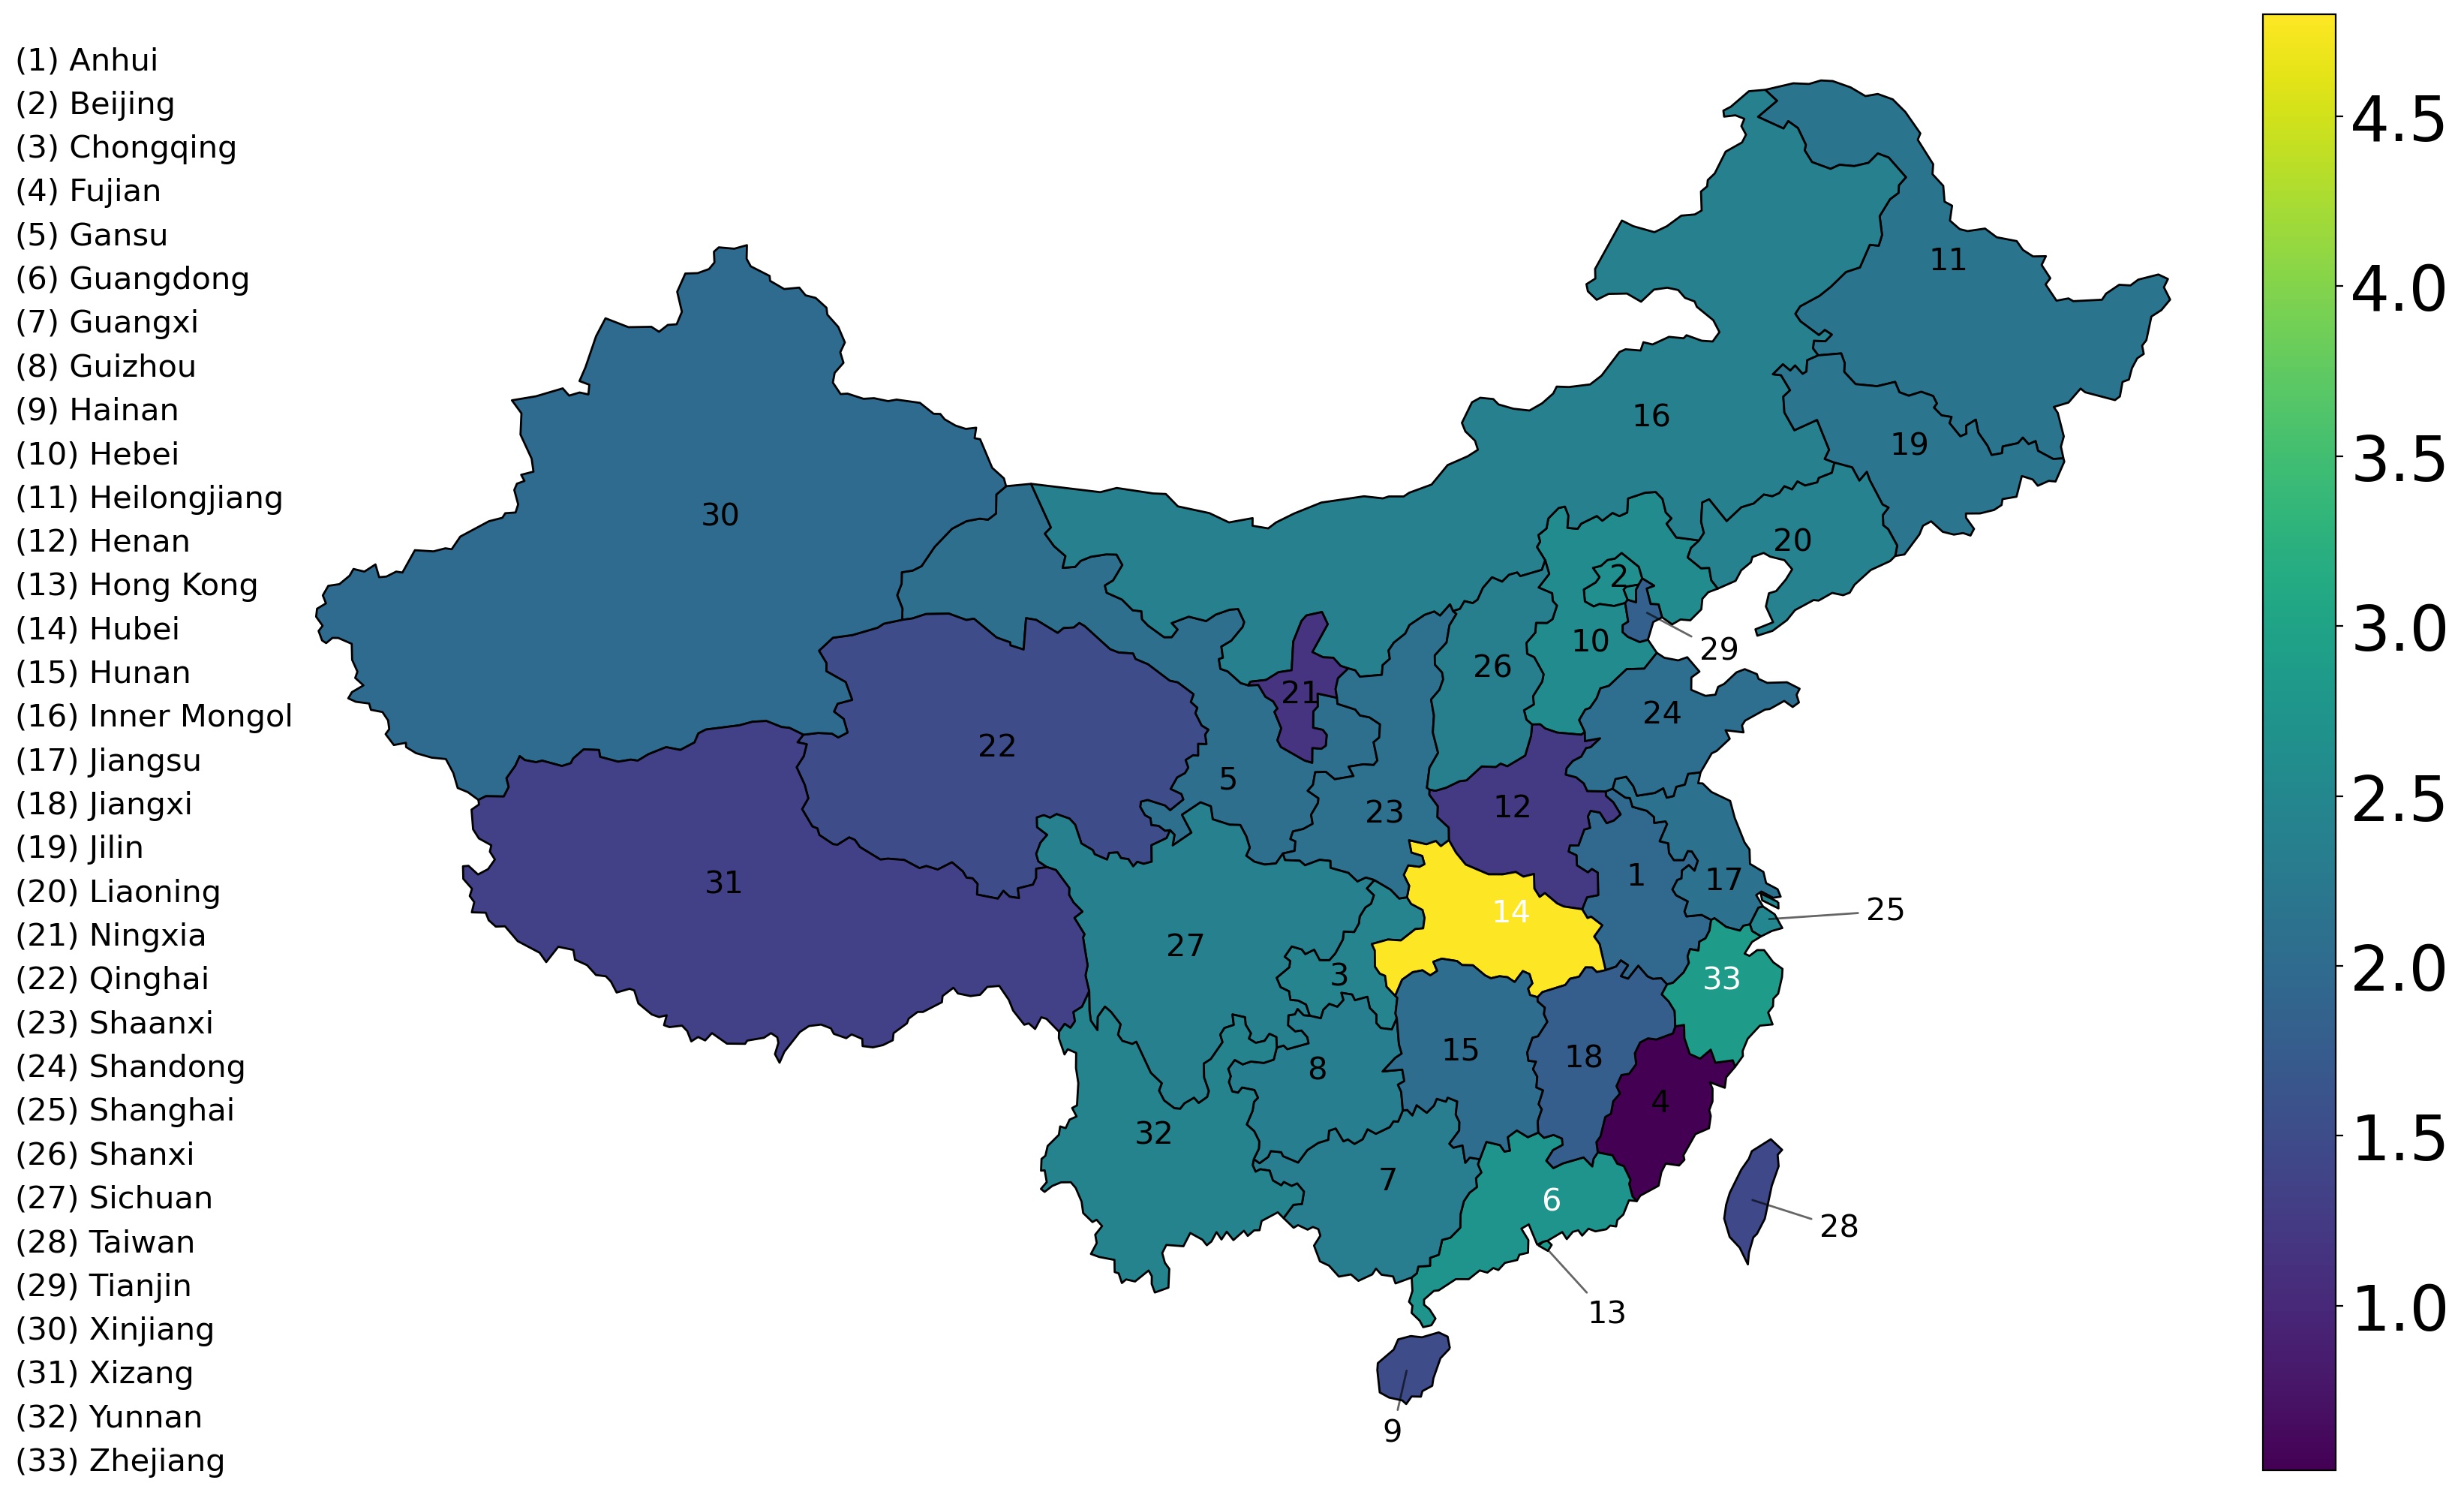 (1) Anhui
(2) Beijing
(3) Chongqing
(4) Fujian
(5) Gansu
(6) Guangdong
(7) Guangxi
(8) Guizhou
(9) Hainan
(10) Hebei
(11) Heilongjiang
(12) Henan
(13) Hong Kong
(14) Hubei
(15) Hunan
(16) Inner Mongol
(17) Jiangsu
(18) Jiangxi
(19) Jilin
(20) Liaoning
(21) Ningxia
(22) Qinghai
(23) Shaanxi
(24) Shandong
(25) Shanghai
(26) Shanxi
(27) Sichuan
(28) Taiwan
(29) Tianjin
(30) Xinjiang
(31) Xizang
(32) Yunnan
(33) Zhejiang
11
16
19
30
20
2
10
29
26
21
24
22
5
12
23
1
17
31
25
14
27
3
33
15
18
8
4
32
7
6
28
13
9
4.5
4.0
3.5
3.0
2.5
2.0
1.5
1.0